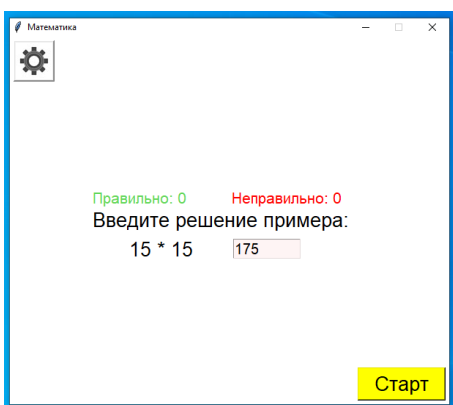 Математика
Правильно: 0 Неправильно: 0
Введите решение примера:
15 * 15 175
Старт